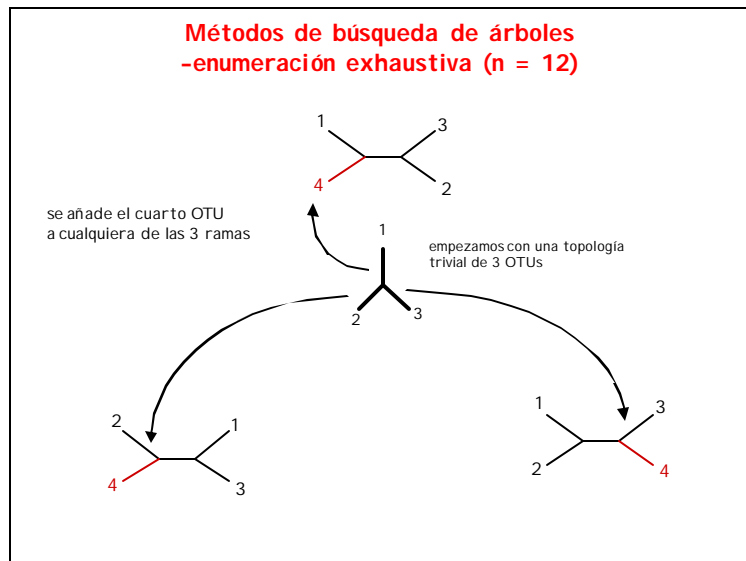 Métodos de búsqueda de árboles
-enumeración exhaustiva (n = 12)
1
3
4
2
se añade el cuarto OTU
a cualquiera de las 3 ramas
1
empezamos con una topología
trivial de 3 OTUs
2
3
2
1
4
3
1
3
2
4